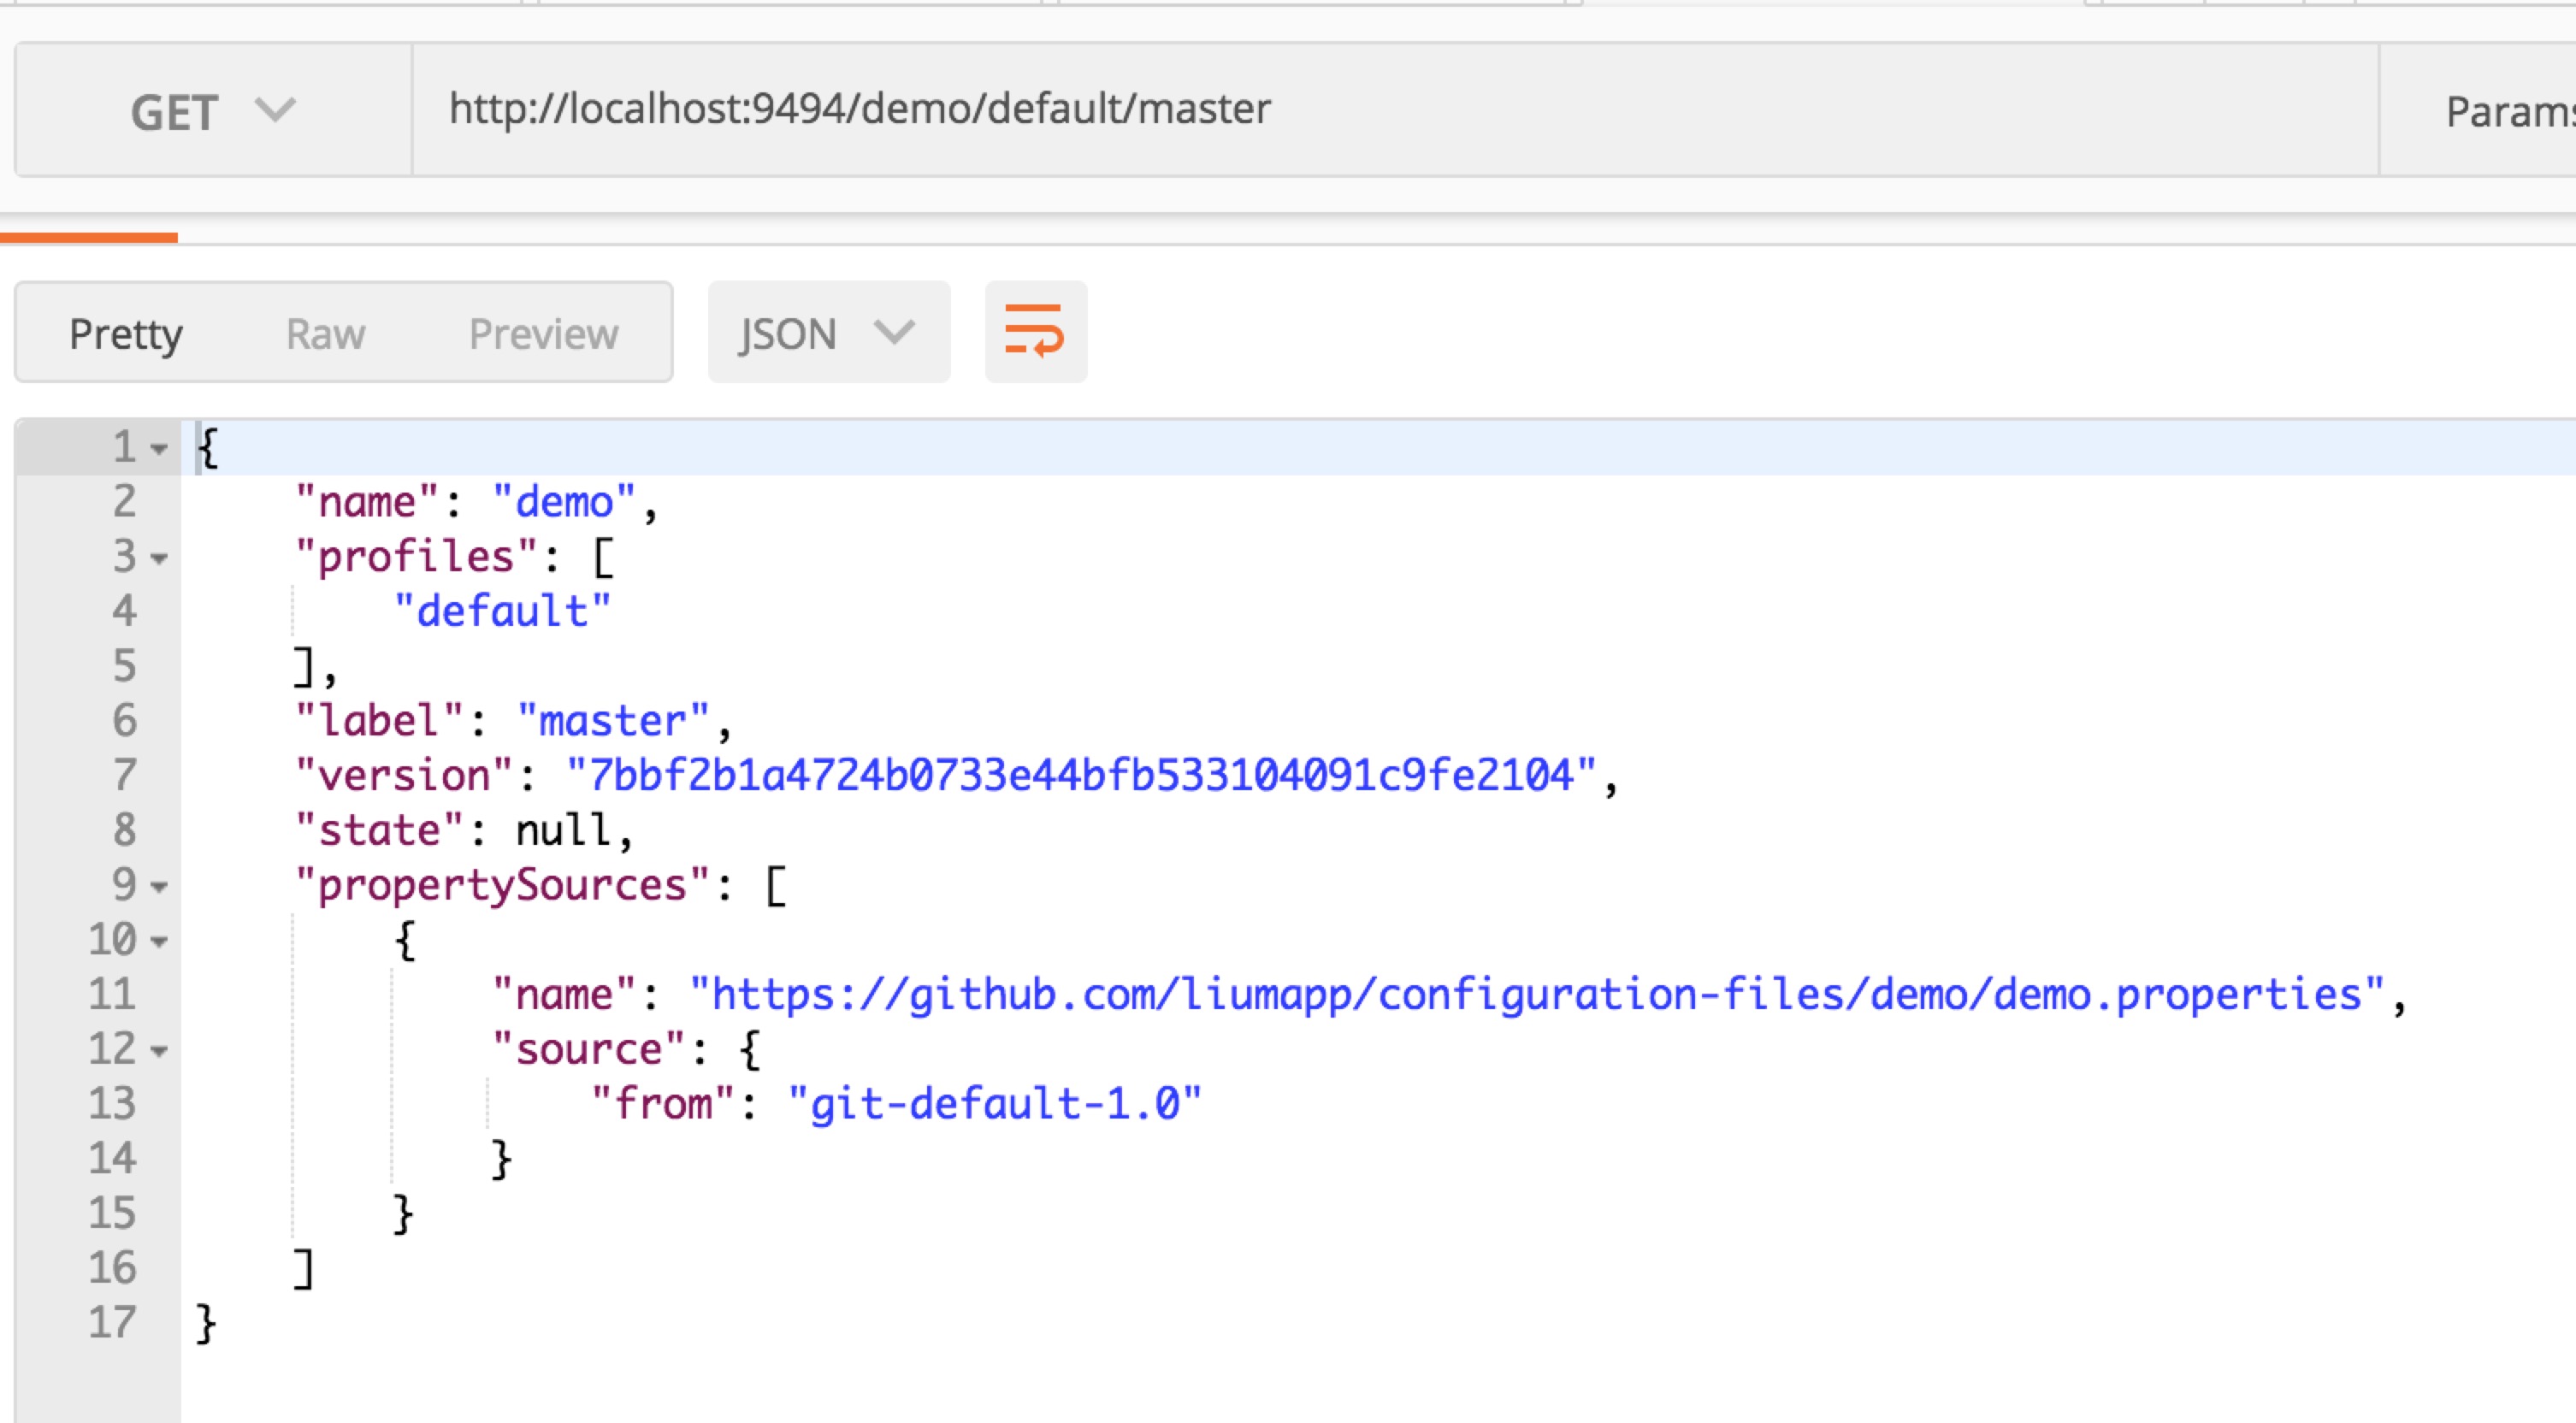 GET http://localhost:9494/demo/default/master Params
Pretty Raw Preview JSON
1 {
2 "name": "demo",
3 "profiles": [
4 "default"
5 ],
6 "label": "master",
7 "version": "7bbf2b1a4724b0733e44bfb533104091c9fe2104",
8 "state": null,
9 "propertySources": [
10 {
11 "name": "https://github.com/liumapp/configuration-files/demo/demo.properties",
12 "source": {
13 "from": "git-default-1.0"
14 }
15 }
16 ]
17 }